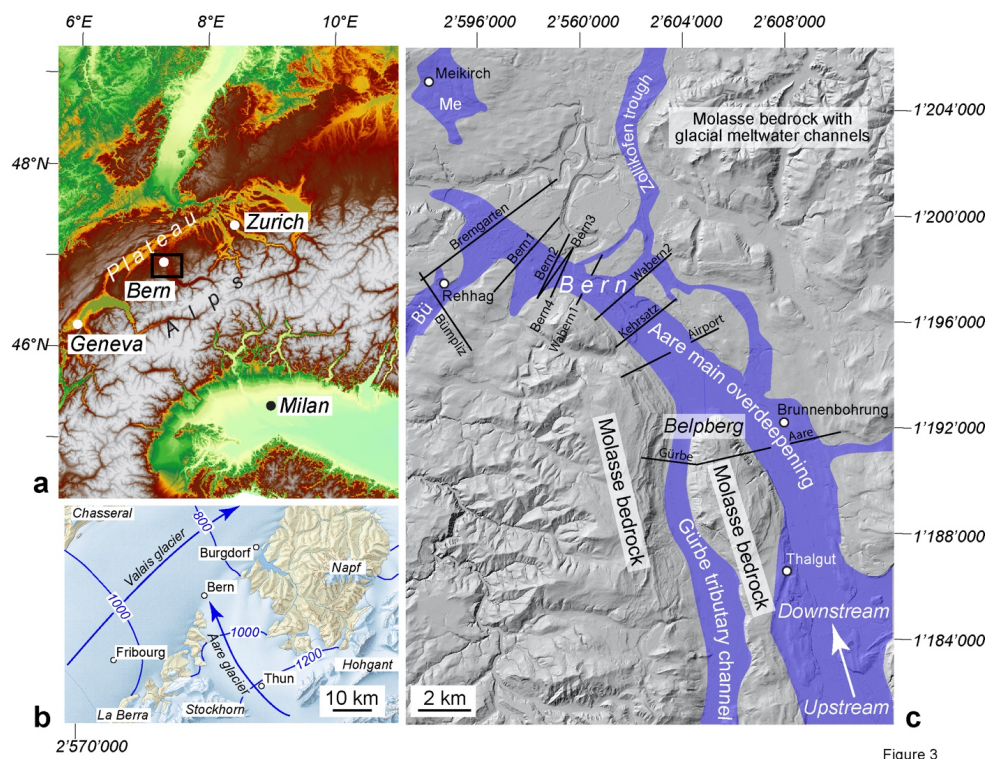 6°E
8°E
10°E
48°N
46°N
Plateau
Alps
Zurich
Bern
Geneva
Milan
a
Chasseral
Valais glacier
800
Burgdorf
Napf
Bern
1000
1000
1200
Fribourg
Aare glacier
Hohgant
Thun
La Berra
Stockhorn
10 km
b
2'570'000
2'596'000
2'560'000
2'604'000
2'608'000
1'204'000
1'200'000
1'196'000
1'192'000
1'188'000
1'184'000
Meikirch
Me
Molasse bedrock with
glacial meltwater channels
Zollikofen trough
Bremgarten
Bern1
Bern2
Bern3
Bern
Wabern2
Rehhag
Bern4
Wabern1
Kehrsatz
Airport
Bü
Bümpliz
Aare main overdeepening
Brunnenbohrung
Belpberg
Aare
Gürbe
Molasse bedrock
Molasse bedrock
Gürbe tributary channel
Thalgut
Downstream
Upstream
2 km
c
Figure 3